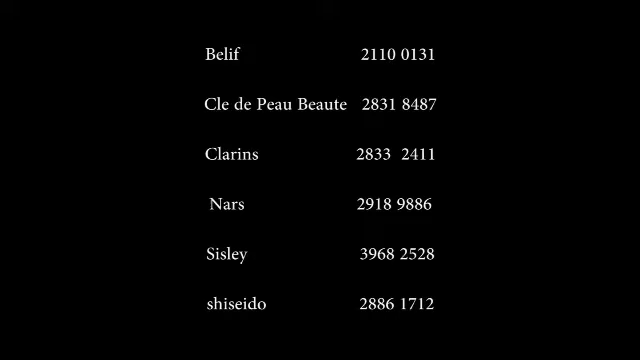 Belif 2110 0131
Cle de Peau Beaute 2831 8487
Clarins 2833 2411
Nars 2918 9886
Sisley 3968 2528
shiseido 2886 1712